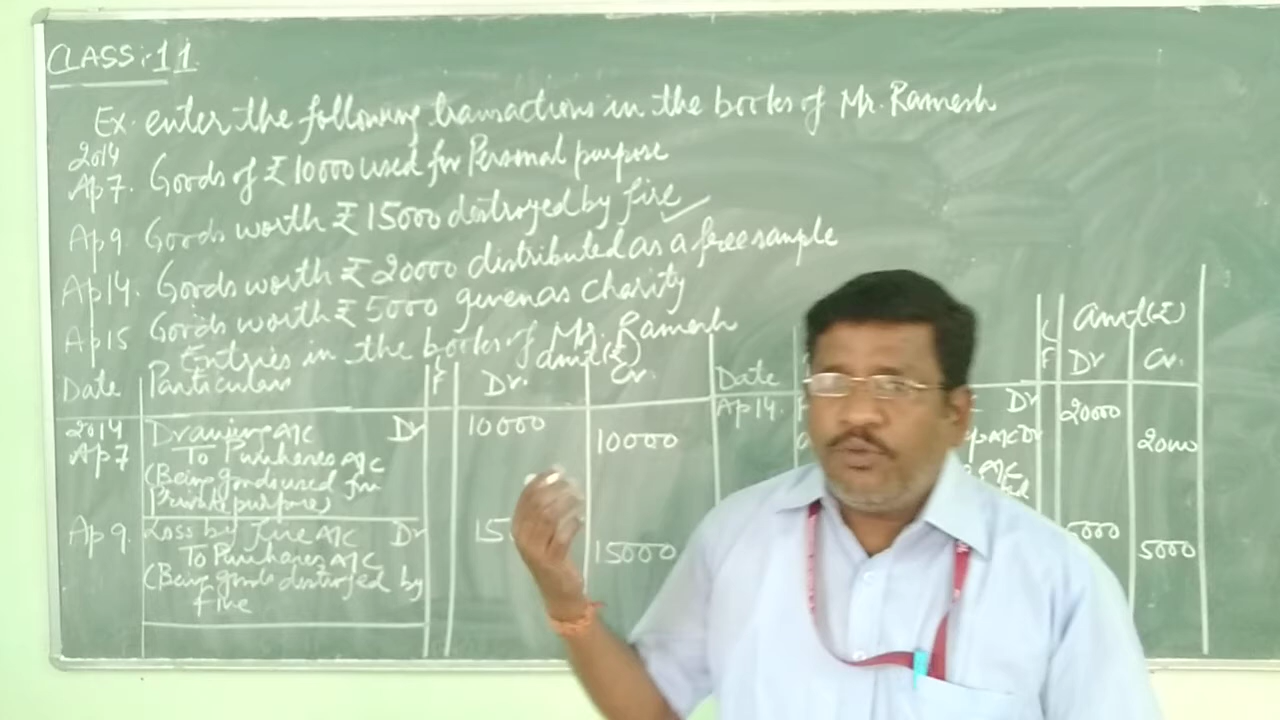 CLASS:-11
Ex. enter the following transactions in the books of Mr. Ramesh
2014
Ap 7. Goods of ₹ 10000 used for Personal purpose
Ap 9. Goods worth ₹ 15000 destroyed by fire ✓
Ap 14. Goods worth ₹ 20000 distributed as a free sample
Ap 15 Goods worth ₹ 5000 given as charity
Entries in the books of Mr. Ramesh
Date Particulars L F amt(₹) Dr. Cr.
2014
Ap 7 Drawing A/c Dr 10000
To Purchases A/c 10000
(Being goods used for
Private purpose)
Ap 9. Loss by Fire A/c Dr 15
To Purchases A/c 15000
(Being goods destroyed by
fire
Date L F amt(₹) Dr Cr.
Ap 14. Dr 20000
A/c Dr 20000
A/c
5000
5000